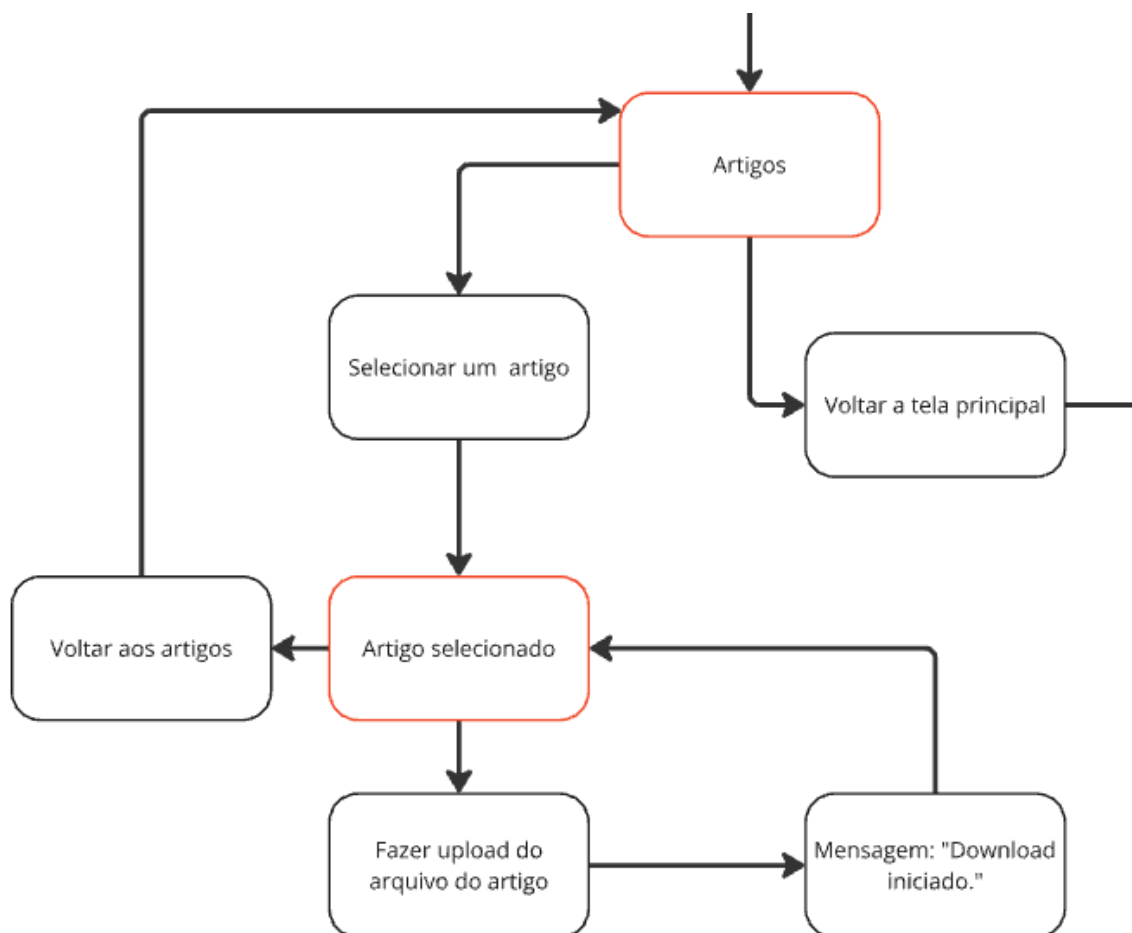 Artigos
Selecionar um artigo
Voltar a tela principal
Voltar aos artigos
Artigo selecionado
Fazer upload do
arquivo do artigo
Mensagem: "Download
iniciado."